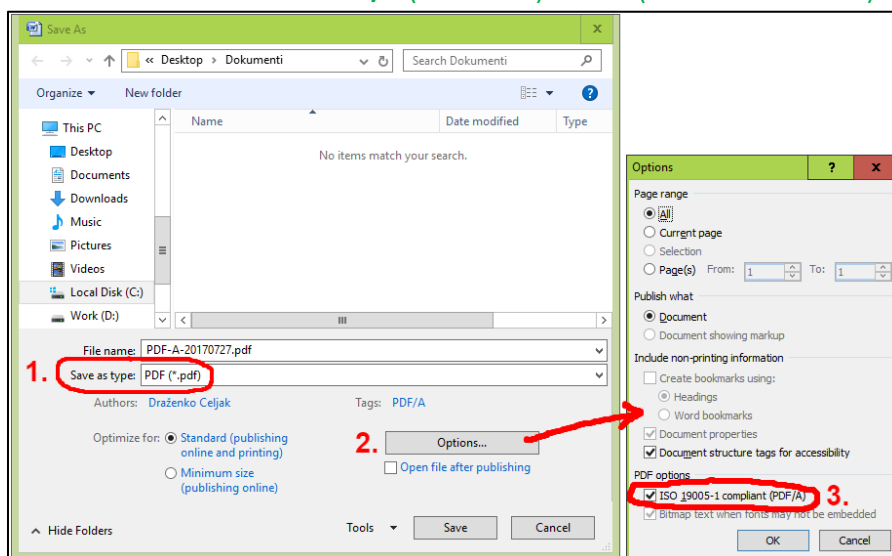 Save As
« Desktop › Dokumenti
Search Dokumenti
Organize
New folder
Name
Date modified
Type
This PC
Desktop
Documents
Downloads
Music
Pictures
Videos
Local Disk (C:)
Work (D:)
No items match your search.
File name: PDF-A-20170727.pdf
1. Save as type: PDF (*.pdf)
Authors: Draženko Celjak
Tags: PDF/A
Optimize for: Standard (publishing
online and printing)
Minimum size
(publishing online)
2. Options...
Open file after publishing
Hide Folders
Tools
Save
Cancel
Options
?
x
Page range
All
Current page
Selection
Page(s) From: 1 To: 1
Publish what
Document
Document showing markup
Include non-printing information
Create bookmarks using:
Headings
Word bookmarks
Document properties
Document structure tags for accessibility
PDF options
ISO 19005-1 compliant (PDF/A) 3.
Bitmap text when fonts may not be embedded
OK
Cancel